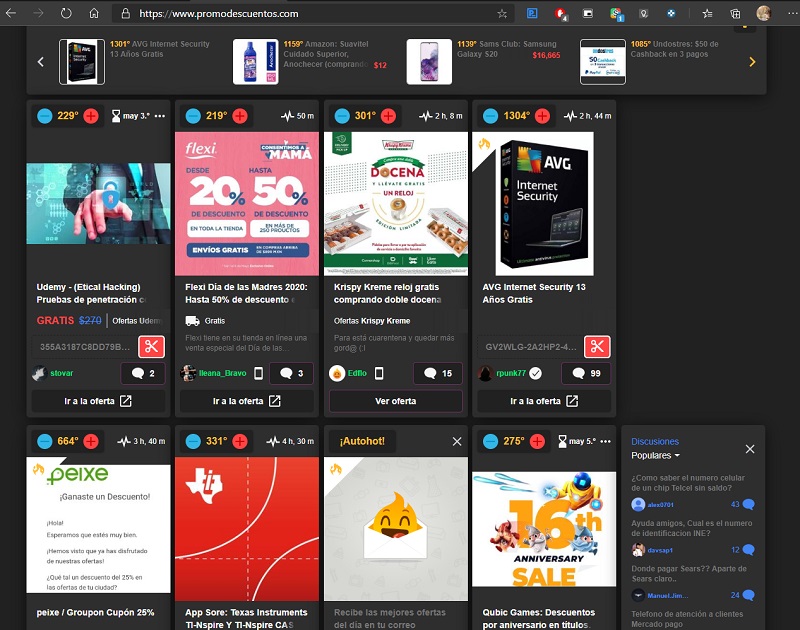 https://www.promodescuentos.com
1301° AVG Internet Security
13 Años Gratis
1159° Amazon: Suavitel
Cuidado Superior,
Anochecer (comprando
$12
1139° Sams Club: Samsung
Galaxy S20
$16,665
1085° Undostres: $50 de
Cashback en 3 pagos
229°
may 3.°
Udemy - (Etical Hacking)
Pruebas de penetración
GRATIS $270 Ofertas Udem
355A3187C8DD79B...
stovar
2
Ir a la oferta
219°
50 m
flexi
CONSENTIMOS A
MAMÁ
DESDE
HASTA
20%
50%
DE DESCUENTO
DE DESCUENTO
EN TODA LA TIENDA
EN MÁS DE
250 PRODUCTOS
ENVÍOS GRATIS
Flexi Día de las Madres 2020:
Hasta 50% de descuento
Gratis
Flexi tiene en su tienda en línea una
venta especial del Día de las...
Ileana_Bravo
3
Ir a la oferta
301°
2 h, 8 m
Krispy Kreme
DOCENA
Y LLÉVATE GRATIS
UN RELOJ
EDICIÓN LIMITADA
Krispy Kreme reloj gratis
comprando doble docena
Ofertas Krispy Kreme
Para está cuarentena y quedar más
gord@ (:l
Edflo
15
Ver oferta
1304°
2 h, 44 m
AVG
Internet
Security
AVG Internet Security 13
Años Gratis
GV2WLG-2A2HP2-4...
rpunk77
99
Ir a la oferta
664°
3 h, 40 m
peixe
¡Ganaste un Descuento!
¡Hola!
Esperamos que estés muy bien.
¡Hemos visto que ya has disfrutado
de nuestras ofertas!
¿Qué tal un descuento del 25% en
las ofertas de tu ciudad?
peixe / Groupon Cupón 25%
331°
4 h, 30 m
App Sore: Texas Instruments
TI-Nspire Y TI-Nspire CAS
¡Autohot!
Recibe las mejores ofertas
del día en tu correo
275°
may 5.°
16th
ANNIVERSARY
SALE
Qubic Games: Descuentos
por aniversario en títulos.
Discusiones
Populares
¿Como saber el numero celular
de un chip Telcel sin saldo?
alex0701
43
Ayuda amigos, Cual es el numero
de identificacion INE?
davsap1
12
Donde pagar Sears?? Aparte de
Sears claro..
Manuel_Jim...
24
Telefono de atención a clientes
Mercado pago